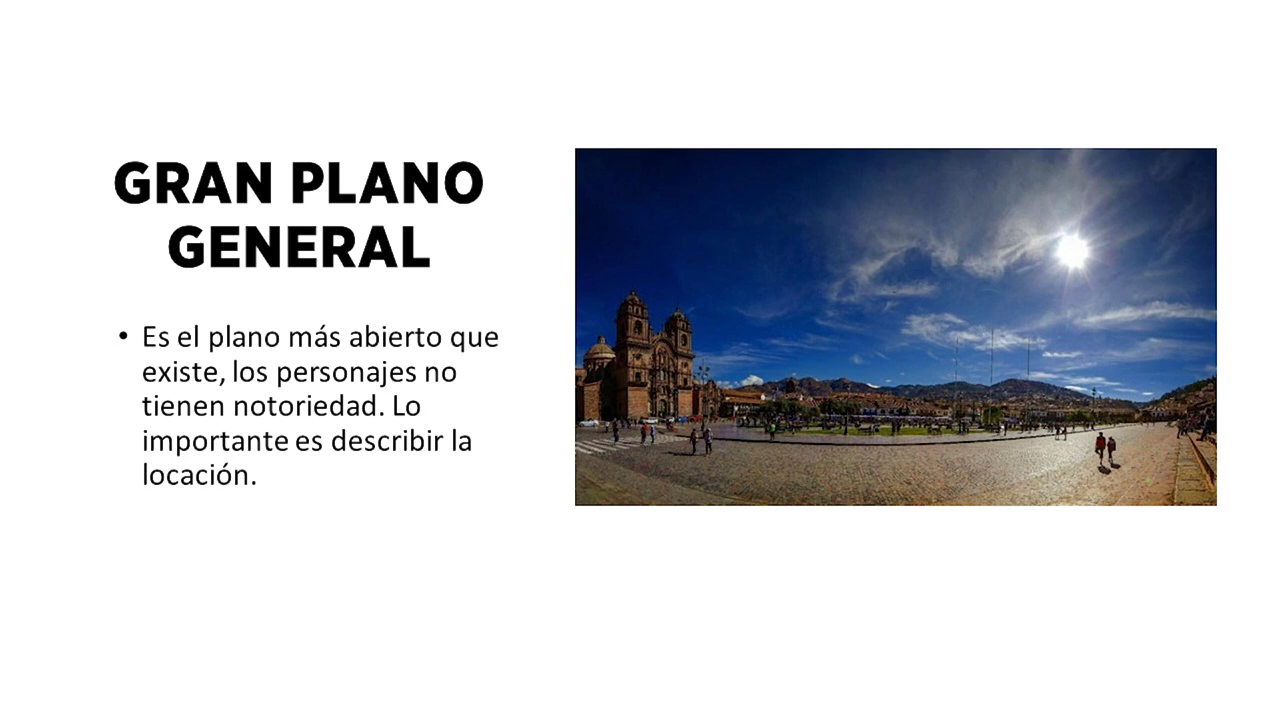 GRAN PLANO
GENERAL
• Es el plano más abierto que
existe, los personajes no
tienen notoriedad. Lo
importante es describir la
locación.